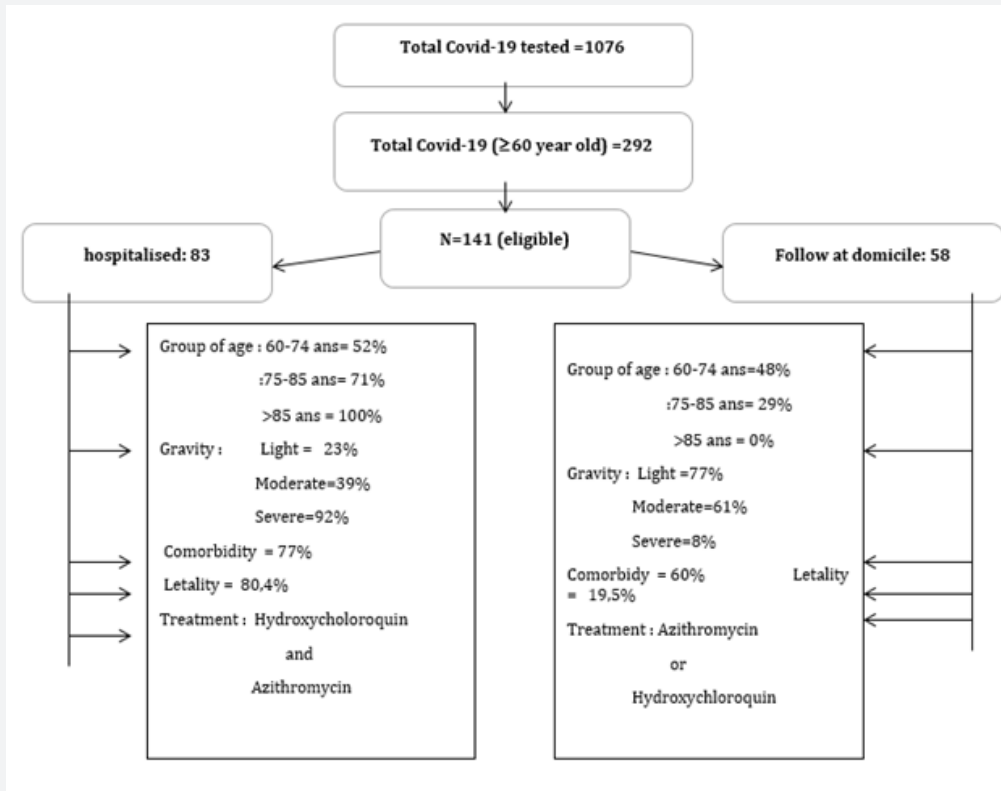 Total Covid-19 tested =1076
Total Covid-19 (≥60 year old) =292
N=141 (eligible)
hospitalised: 83
Follow at domicile: 58
Group of age : 60-74 ans= 52%
:75-85 ans= 71%
>85 ans = 100%
Gravity : Light = 23%
Moderate=39%
Severe=92%
Comorbidity = 77%
Letality = 80,4%
Treatment : Hydroxycholoroquin
and
Azithromycin
Group of age : 60-74 ans=48%
:75-85 ans= 29%
>85 ans = 0%
Gravity : Light =77%
Moderate=61%
Severe=8%
Comorbidy = 60% Letality
= 19,5%
Treatment : Azithromycin
or
Hydroxychloroquin